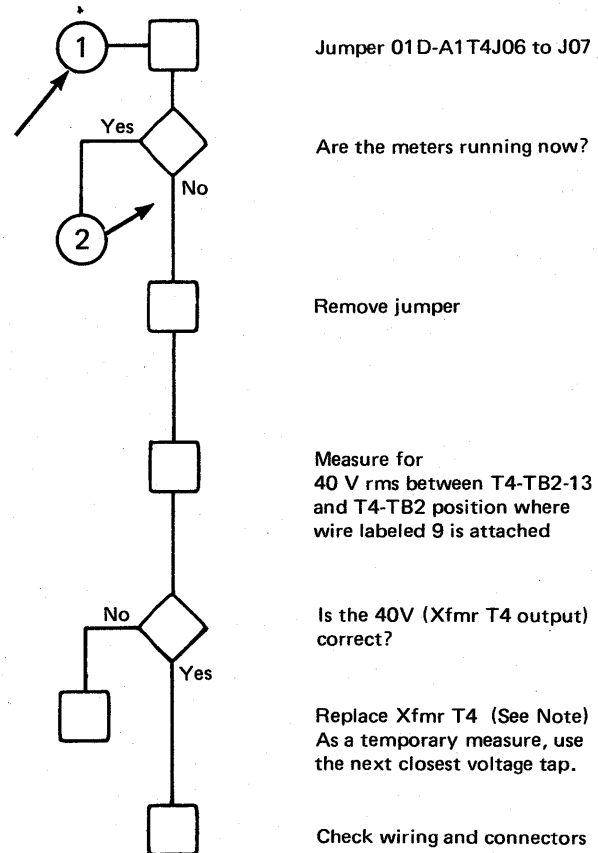 1
Jumper 01D-A1T4J06 to J07
Yes
Are the meters running now?
No
2
Remove jumper
Measure for
40 V rms between T4-TB2-13
and T4-TB2 position where
wire labeled 9 is attached
No
Is the 40V (Xfmr T4 output)
correct?
Yes
Replace Xfmr T4 (See Note)
As a temporary measure, use
the next closest voltage tap.
Check wiring and connectors